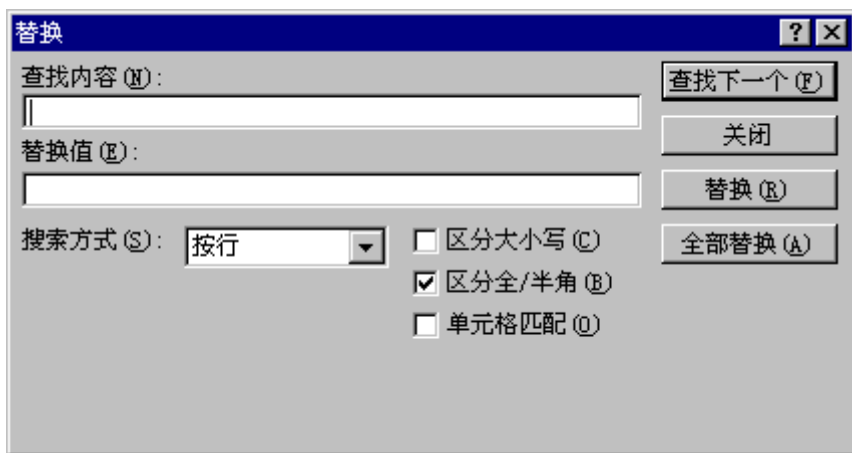 替换
查找内容(N):
查找下一个(F)
关闭
替换值(E):
替换(R)
搜索方式(S): 按行
区分大小写(C)
全部替换(A)
区分全/半角(B)
单元格匹配(O)